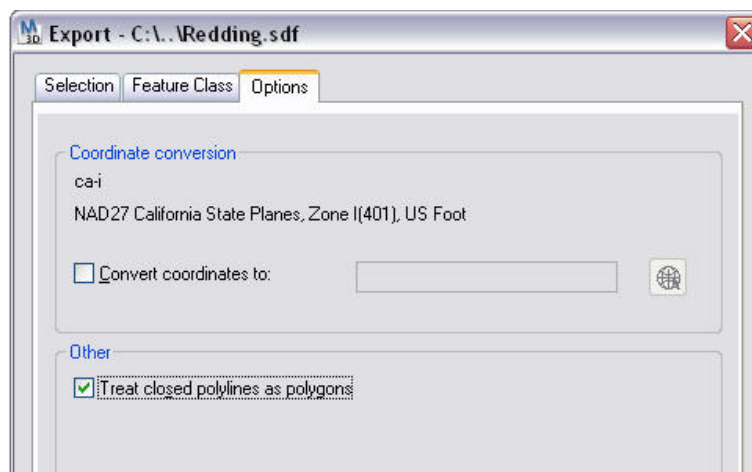 M
3D
Export - C:\..\Redding.sdf
Selection
Feature Class
Options
Coordinate conversion
ca-i
NAD27 California State Planes, Zone I(401), US Foot
Convert coordinates to:
Other
Treat closed polylines as polygons